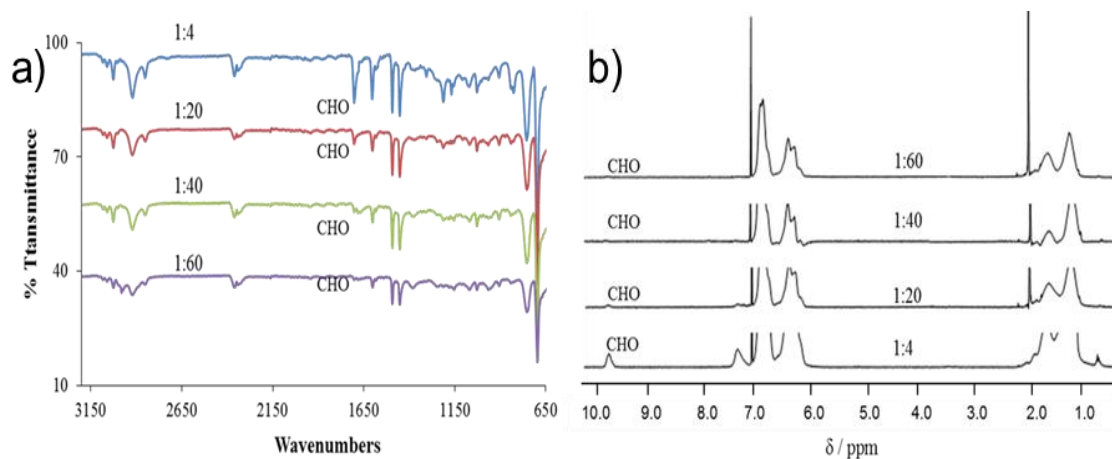 a)
100
70
40
10
% Ttansmittance
1:4
CHO
1:20
CHO
1:40
CHO
1:60
CHO
3150 2650 2150 1650 1150 650
Wavenumbers
b)
CHO 1:60
CHO 1:40
CHO 1:20
CHO 1:4
10.0 9.0 8.0 7.0 6.0 5.0 4.0 3.0 2.0 1.0
δ / ppm